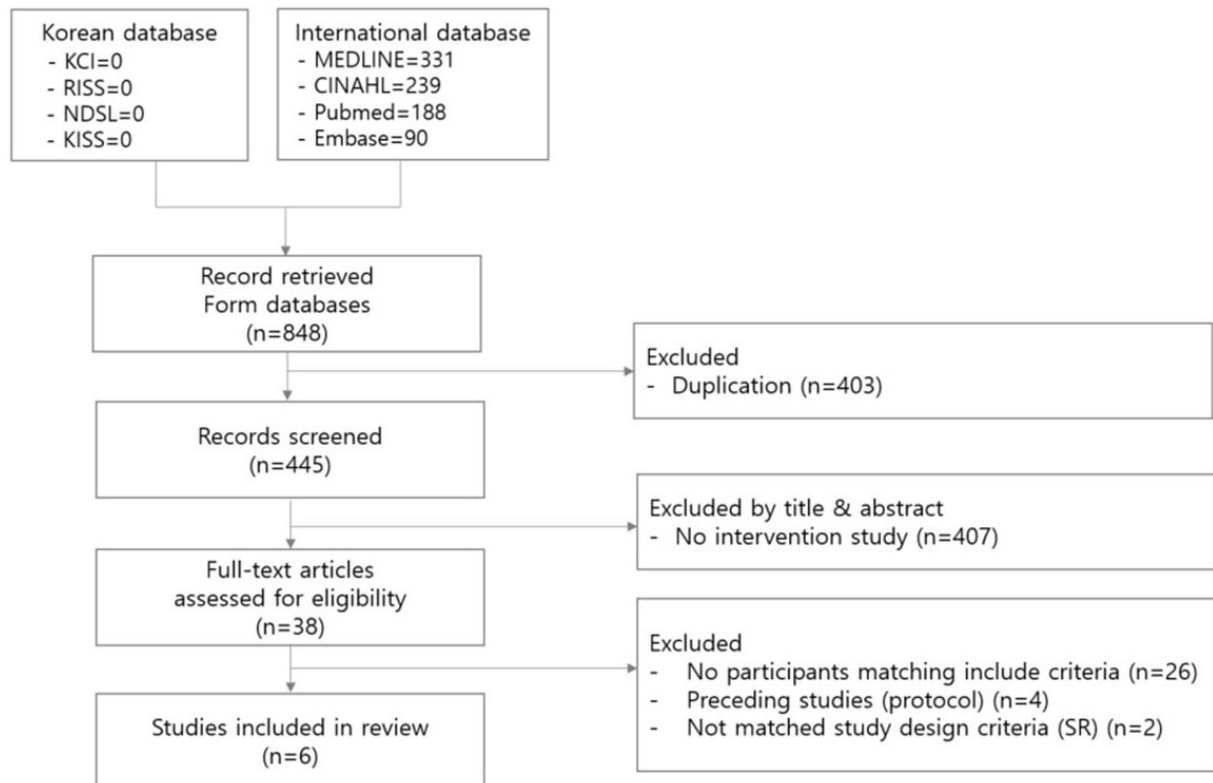 Korean database
- KCI=0
- RISS=0
- NDSL=0
- KISS=0
International database
- MEDLINE=331
- CINAHL=239
- Pubmed=188
- Embase=90
Record retrieved
Form databases
(n=848)
Excluded
- Duplication (n=403)
Records screened
(n=445)
Excluded by title & abstract
- No intervention study (n=407)
Full-text articles
assessed for eligibility
(n=38)
Excluded
- No participants matching include criteria (n=26)
- Preceding studies (protocol) (n=4)
- Not matched study design criteria (SR) (n=2)
Studies included in review
(n=6)